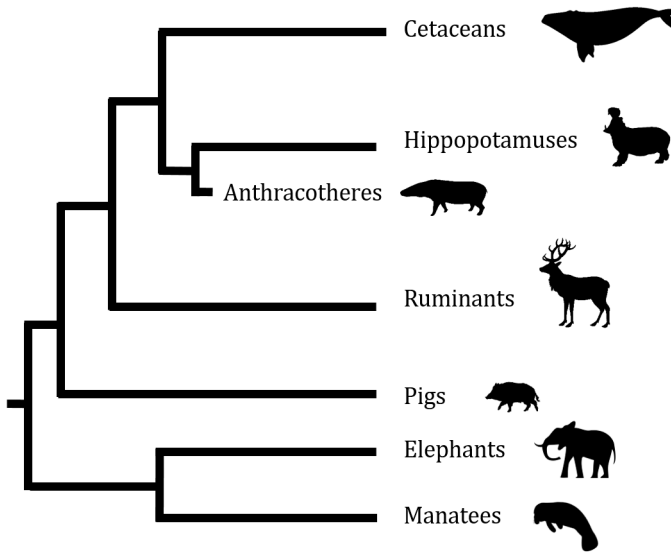 Cetaceans
Hippopotamuses
Anthracotheres
Ruminants
Pigs
Elephants
Manatees